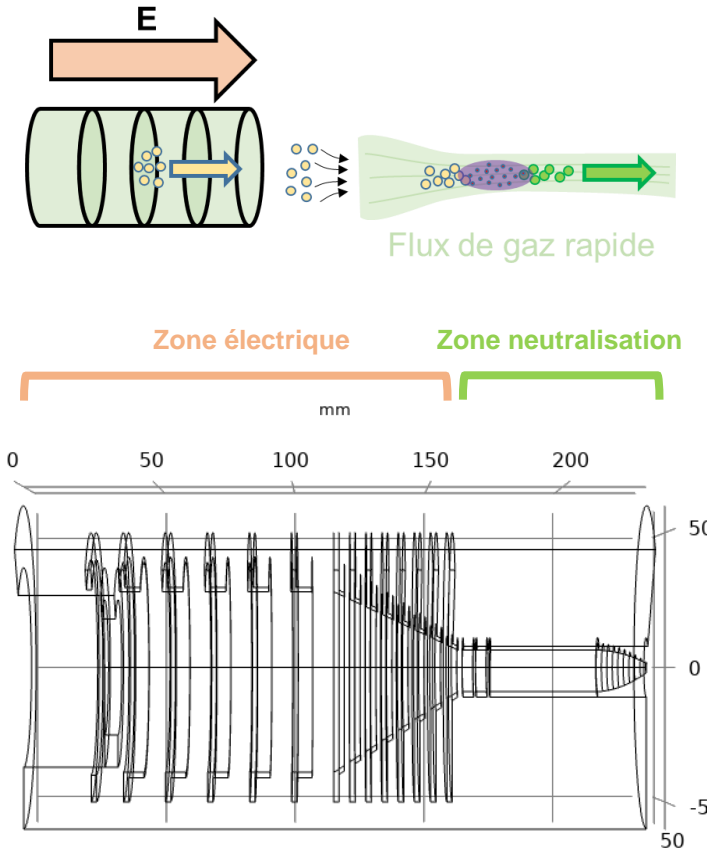 E
Flux de gaz rapide
Zone électrique
Zone neutralisation
mm
0 50 100 150 200
50
0
-5
50